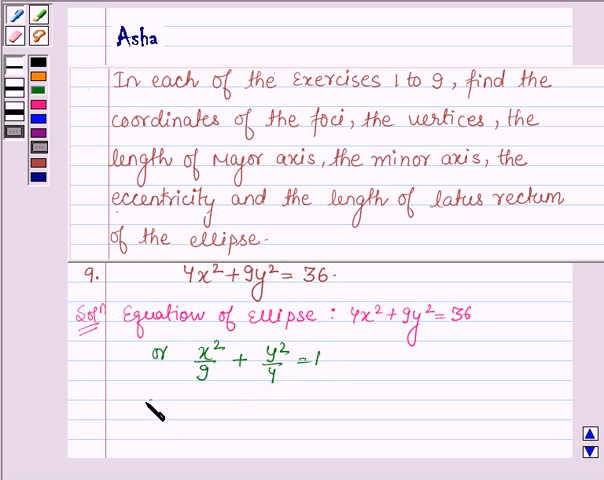 Asha
In each of the Exercises 1 to 9, find the
coordinates of the foci, the vertices, the
length of Major axis, the minor axis, the
eccentricity and the length of latus rectum
of the ellipse.
9. 4x² + 9y² = 36.
Solⁿ Equation of Ellipse : 4x² + 9y² = 36
or x²/9 + y²/4 = 1